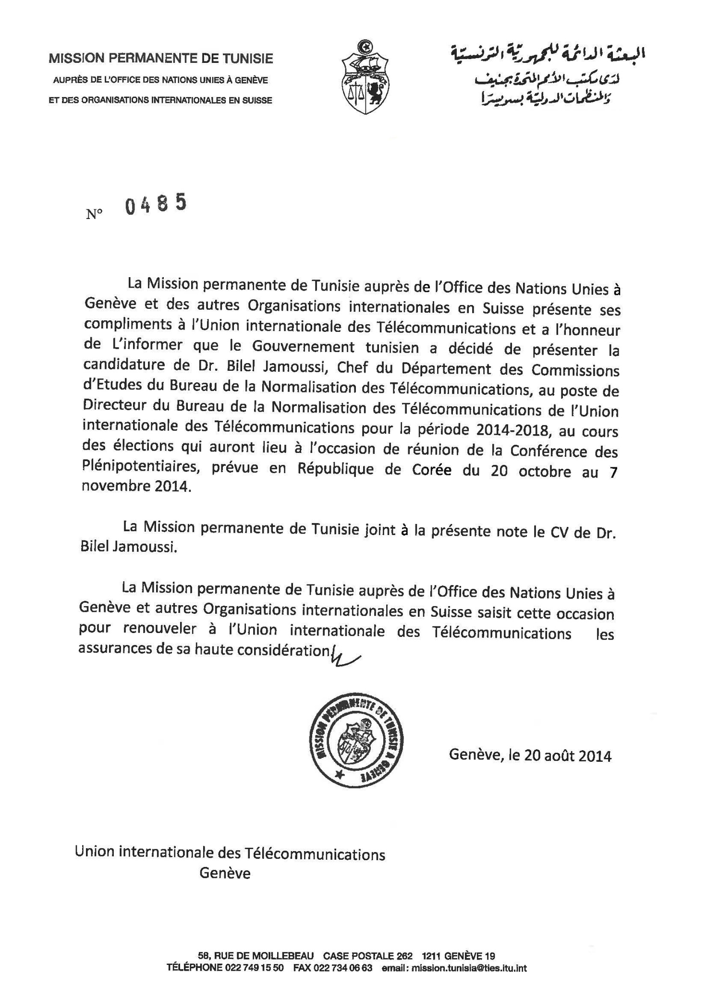 MISSION PERMANENTE DE TUNISIE
AUPRÈS DE L'OFFICE DES NATIONS UNIES À GENÈVE
ET DES ORGANISATIONS INTERNATIONALES EN SUISSE
البعثة الدائمة للجمهورية التونسية
لدى مكتب الأمم المتحدة بجنيف
والمنظمات الدولية بسويسرا
N° 0485
La Mission permanente de Tunisie auprès de l'Office des Nations Unies à
Genève et des autres Organisations internationales en Suisse présente ses
compliments à l'Union internationale des Télécommunications et a l'honneur
de L'informer que le Gouvernement tunisien a décidé de présenter la
candidature de Dr. Bilel Jamoussi, Chef du Département des Commissions
d'Etudes du Bureau de la Normalisation des Télécommunications, au poste de
Directeur du Bureau de la Normalisation des Télécommunications de l'Union
internationale des Télécommunications pour la période 2014-2018, au cours
des élections qui auront lieu à l'occasion de réunion de la Conférence des
Plénipotentiaires, prévue en République de Corée du 20 octobre au 7
novembre 2014.
La Mission permanente de Tunisie joint à la présente note le CV de Dr.
Bilel Jamoussi.
La Mission permanente de Tunisie auprès de l'Office des Nations Unies à
Genève et autres Organisations internationales en Suisse saisit cette occasion
pour renouveler à l'Union internationale des Télécommunications les
assurances de sa haute considération.
MISSION PERMANENTE DE TUNISIE A GENEVE
Genève, le 20 août 2014
Union internationale des Télécommunications
Genève
58, RUE DE MOILLEBEAU CASE POSTALE 262 1211 GENÈVE 19
TÉLÉPHONE 022 749 15 50 FAX 022 734 06 63 email : mission.tunisia@ties.itu.int